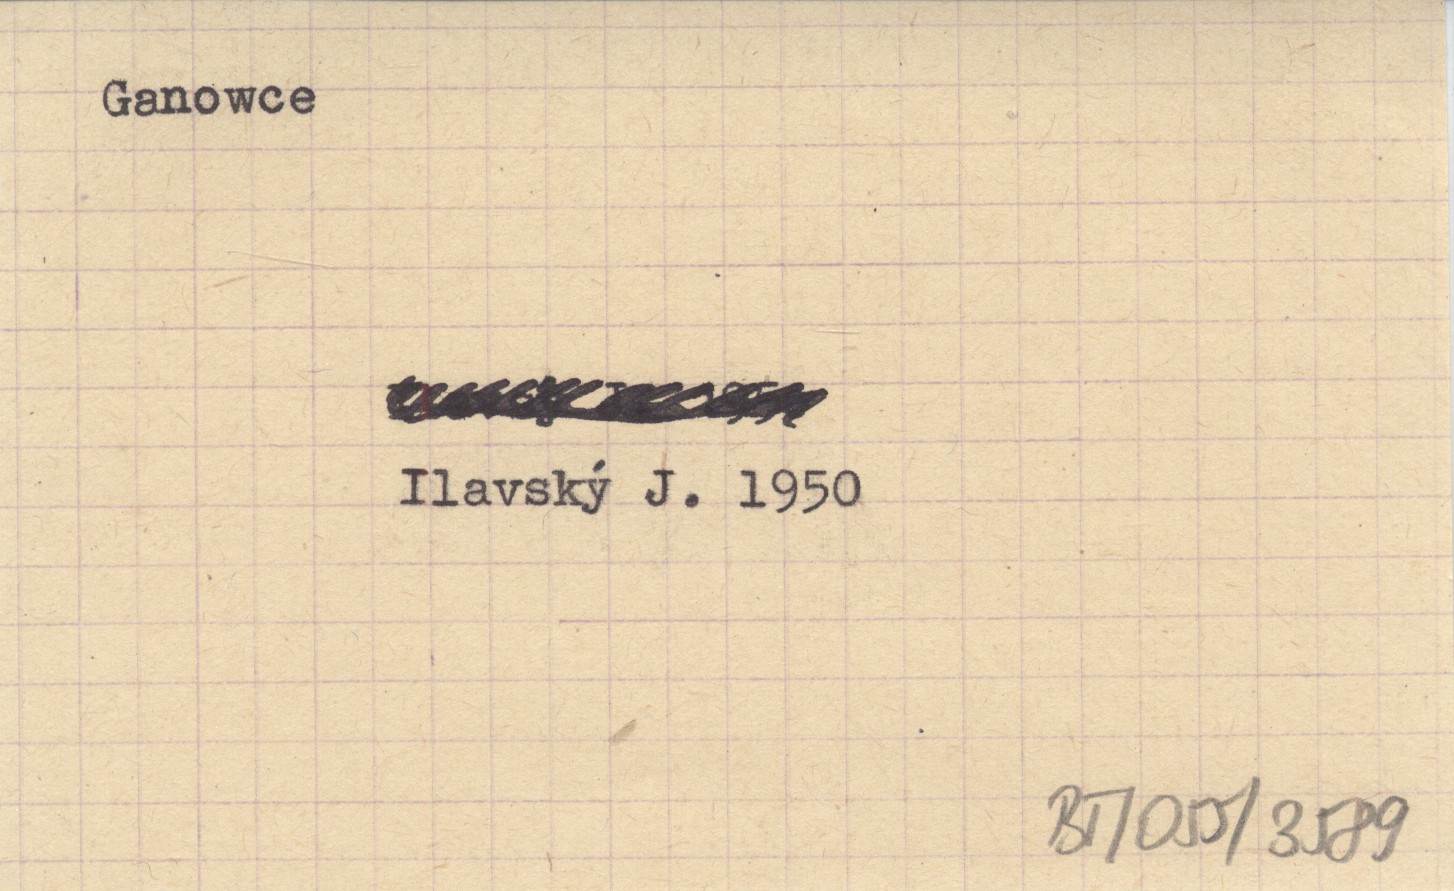 Ganowce
Ilavský J. 1950
BT/055/3589